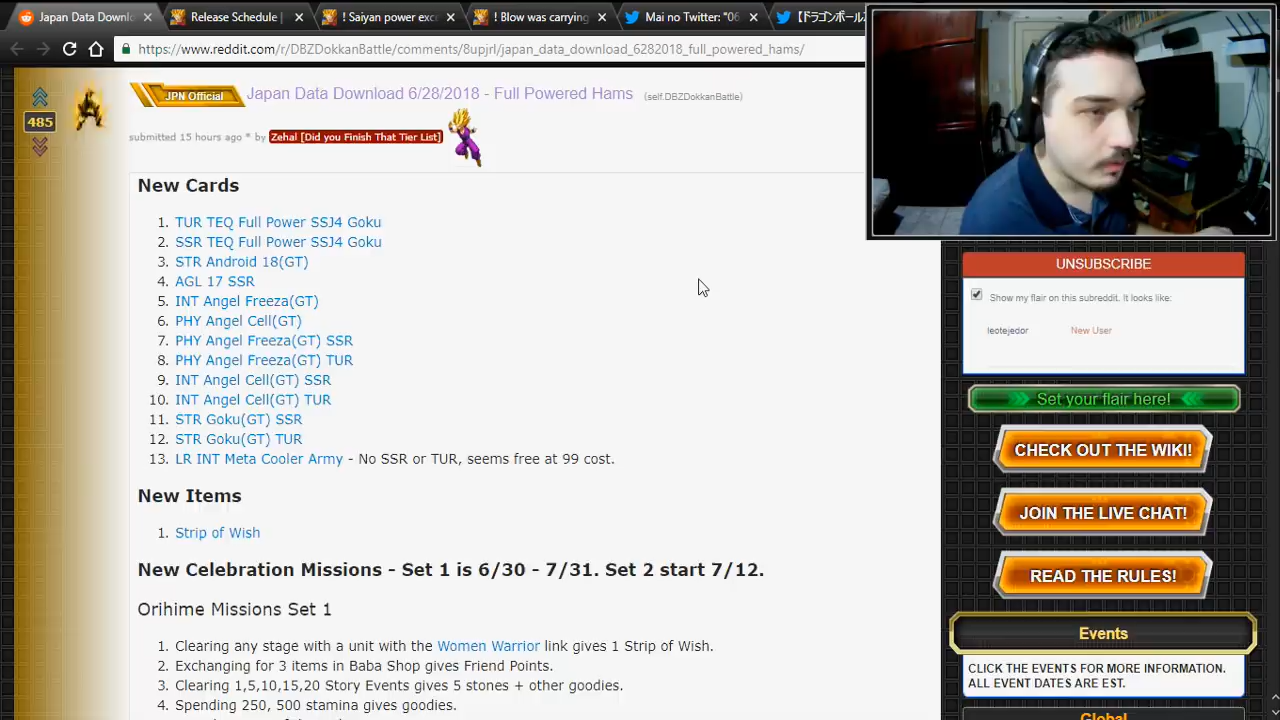 Japan Data Downlo
Release Schedule |
! Saiyan power exc
! Blow was carrying
Mai no Twitter: "06
【ドラゴンボール
https://www.reddit.com/r/DBZDokkanBattle/comments/8upjrl/japan_data_download_6282018_full_powered_hams/
485
JPN Official
Japan Data Download 6/28/2018 - Full Powered Hams (self.DBZDokkanBattle)
submitted 15 hours ago * by Zehal [Did you Finish That Tier List]
New Cards
1. TUR TEQ Full Power SSJ4 Goku
2. SSR TEQ Full Power SSJ4 Goku
3. STR Android 18(GT)
4. AGL 17 SSR
5. INT Angel Freeza(GT)
6. PHY Angel Cell(GT)
7. PHY Angel Freeza(GT) SSR
8. PHY Angel Freeza(GT) TUR
9. INT Angel Cell(GT) SSR
10. INT Angel Cell(GT) TUR
11. STR Goku(GT) SSR
12. STR Goku(GT) TUR
13. LR INT Meta Cooler Army - No SSR or TUR, seems free at 99 cost.
New Items
1. Strip of Wish
New Celebration Missions - Set 1 is 6/30 - 7/31. Set 2 start 7/12.
Orihime Missions Set 1
1. Clearing any stage with a unit with the Women Warrior link gives 1 Strip of Wish.
2. Exchanging for 3 items in Baba Shop gives Friend Points.
3. Clearing 1,5,10,15,20 Story Events gives 5 stones + other goodies.
4. Spending 250, 500 stamina gives goodies.
UNSUBSCRIBE
Show my flair on this subreddit. It looks like:
leotejedor New User
Set your flair here!
CHECK OUT THE WIKI!
JOIN THE LIVE CHAT!
READ THE RULES!
Events
CLICK THE EVENTS FOR MORE INFORMATION.
ALL EVENT DATES ARE EST.
Global